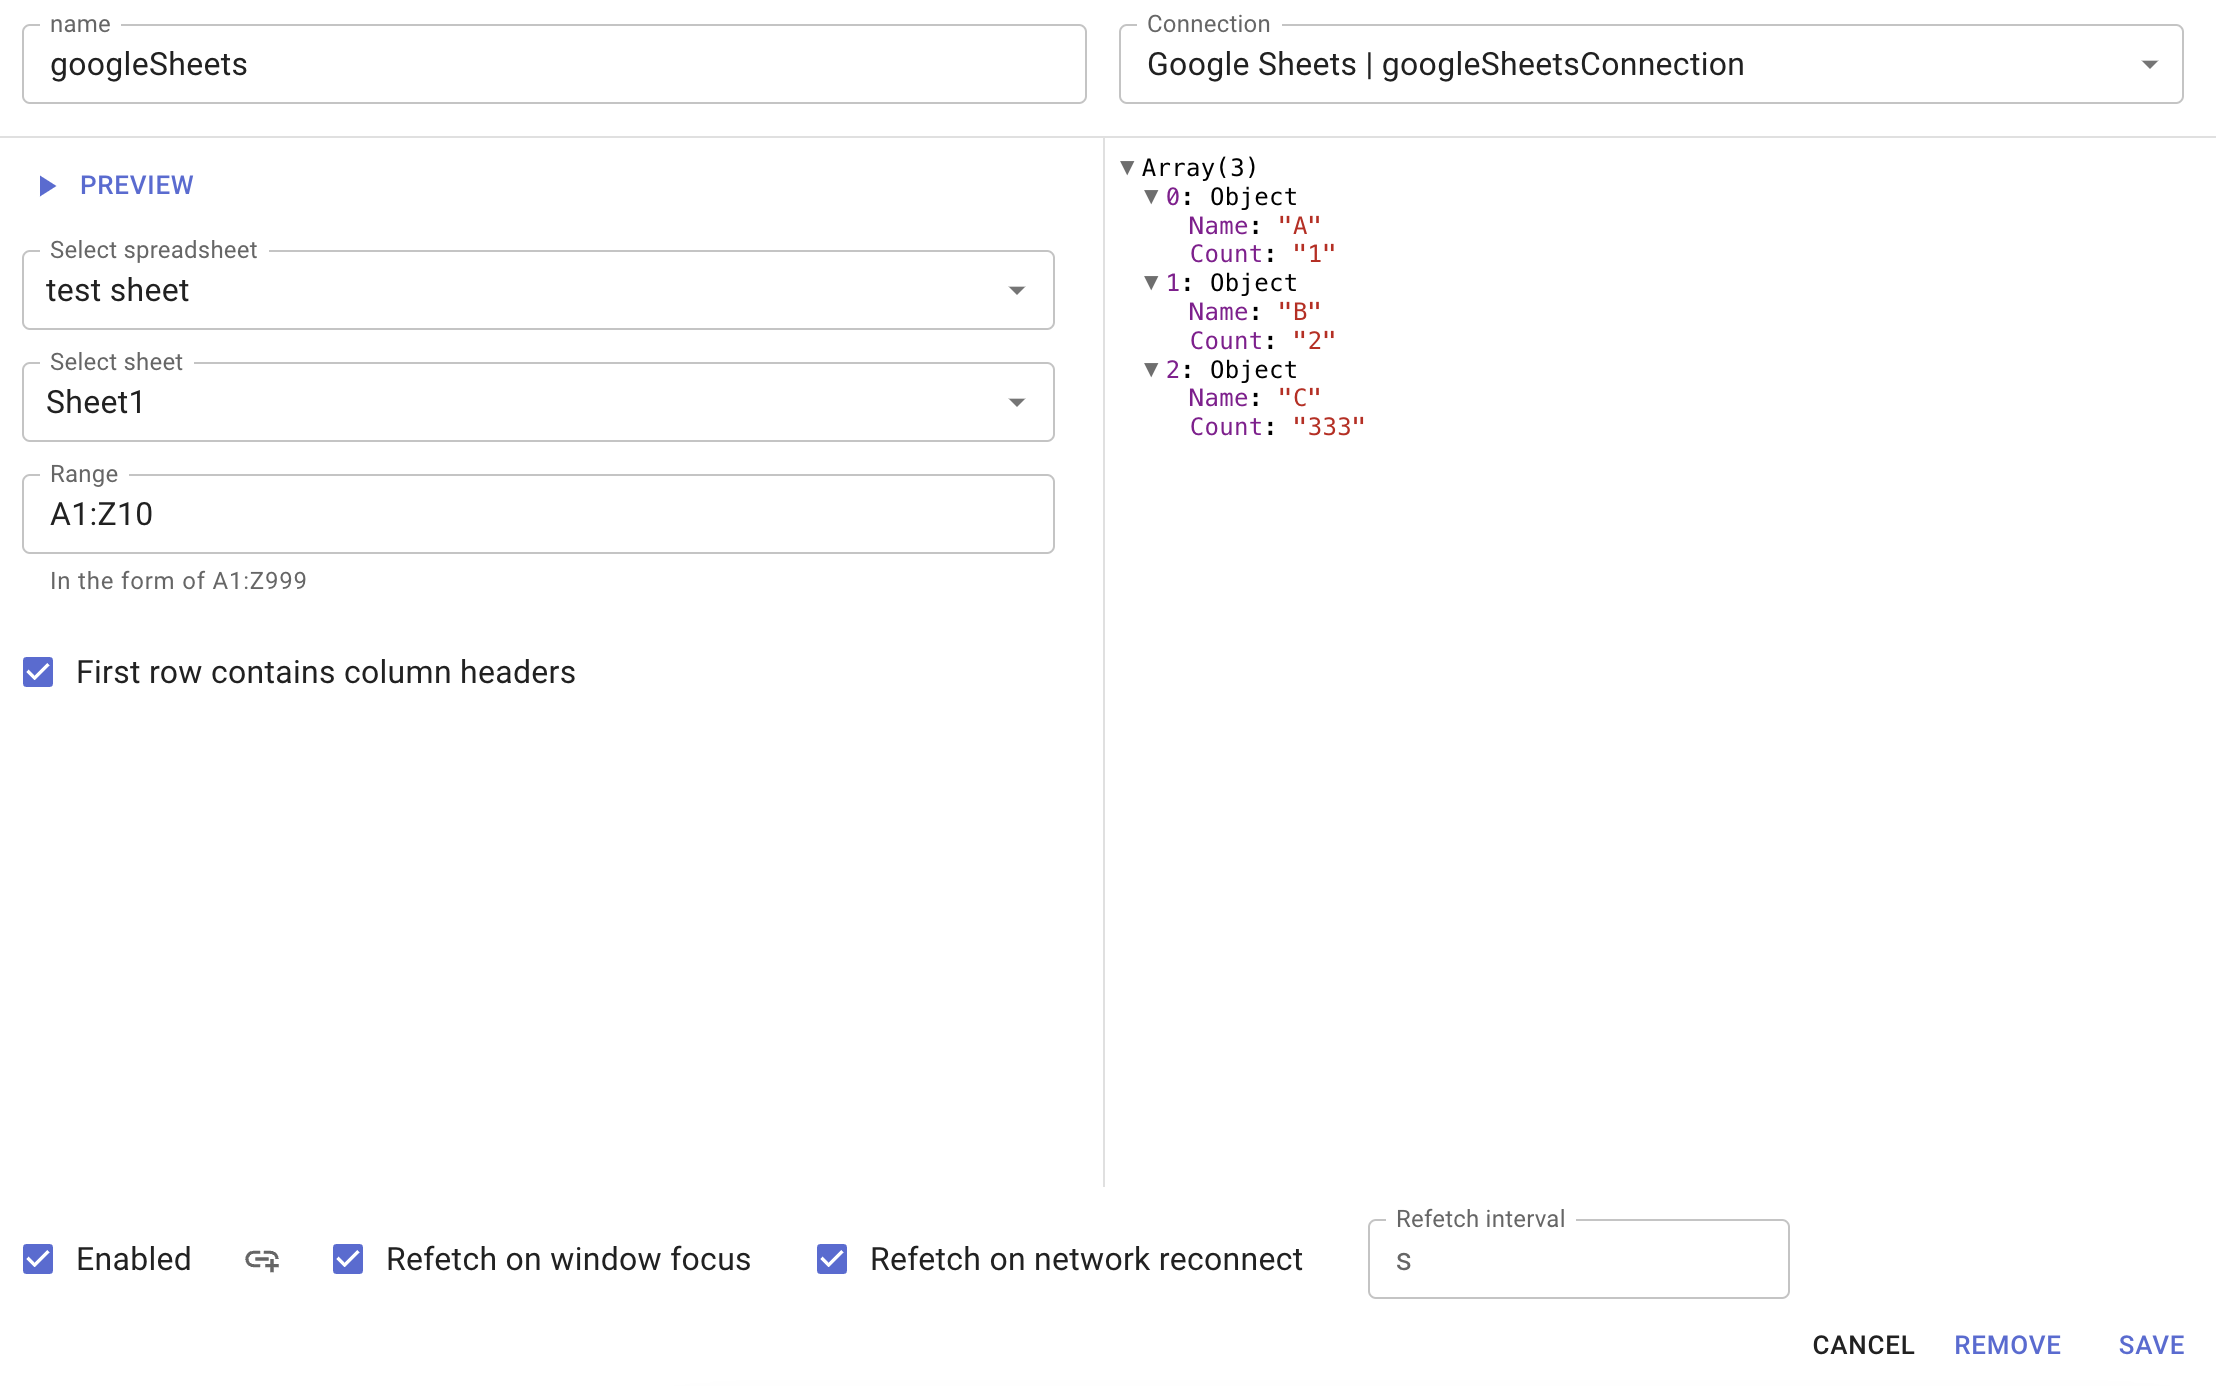 name
googleSheets
Connection
Google Sheets | googleSheetsConnection
PREVIEW
Select spreadsheet
test sheet
Select sheet
Sheet1
Range
A1:Z10
In the form of A1:Z999
First row contains column headers
Array(3)
0: Object
Name: "A"
Count: "1"
1: Object
Name: "B"
Count: "2"
2: Object
Name: "C"
Count: "333"
Enabled
Refetch on window focus
Refetch on network reconnect
Refetch interval
s
CANCEL
REMOVE
SAVE